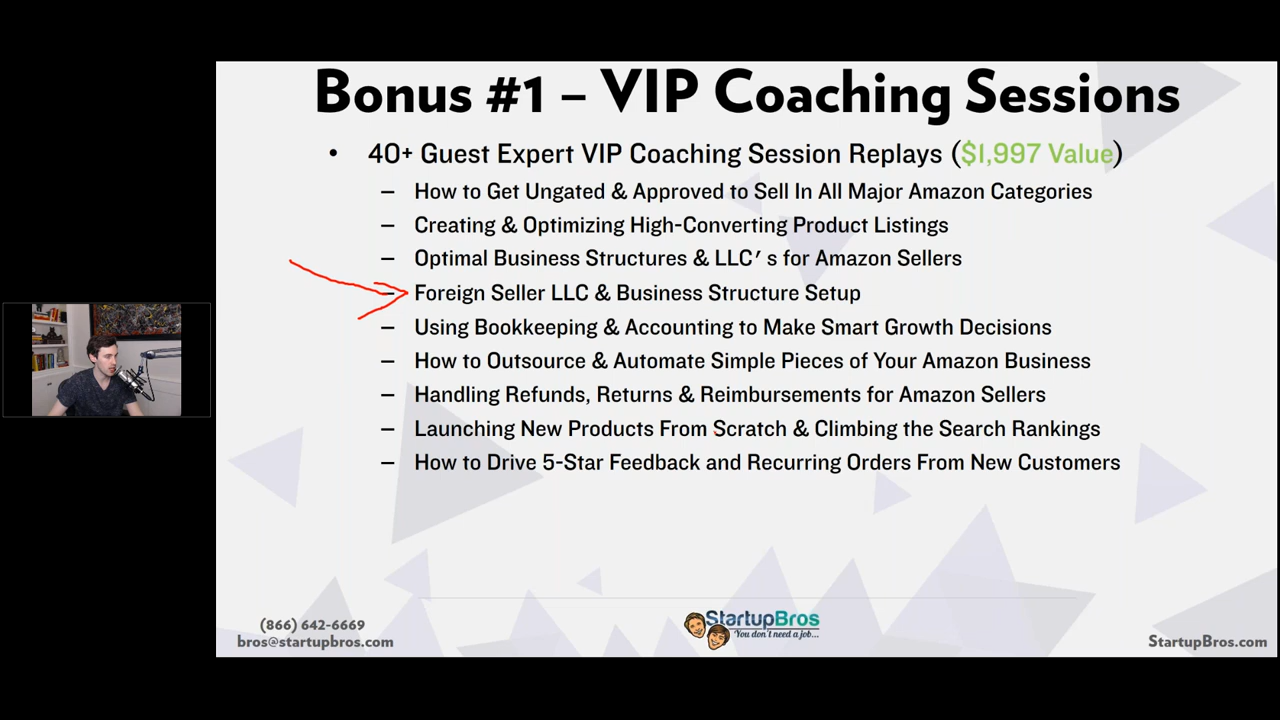 Bonus #1 – VIP Coaching Sessions
• 40+ Guest Expert VIP Coaching Session Replays ($1,997 Value)
– How to Get Ungated & Approved to Sell In All Major Amazon Categories
– Creating & Optimizing High-Converting Product Listings
– Optimal Business Structures & LLC' s for Amazon Sellers
– Foreign Seller LLC & Business Structure Setup
– Using Bookkeeping & Accounting to Make Smart Growth Decisions
– How to Outsource & Automate Simple Pieces of Your Amazon Business
– Handling Refunds, Returns & Reimbursements for Amazon Sellers
– Launching New Products From Scratch & Climbing the Search Rankings
– How to Drive 5-Star Feedback and Recurring Orders From New Customers
(866) 642-6669
bros@startupbros.com
StartupBros
"You don't need a job...
StartupBros.com